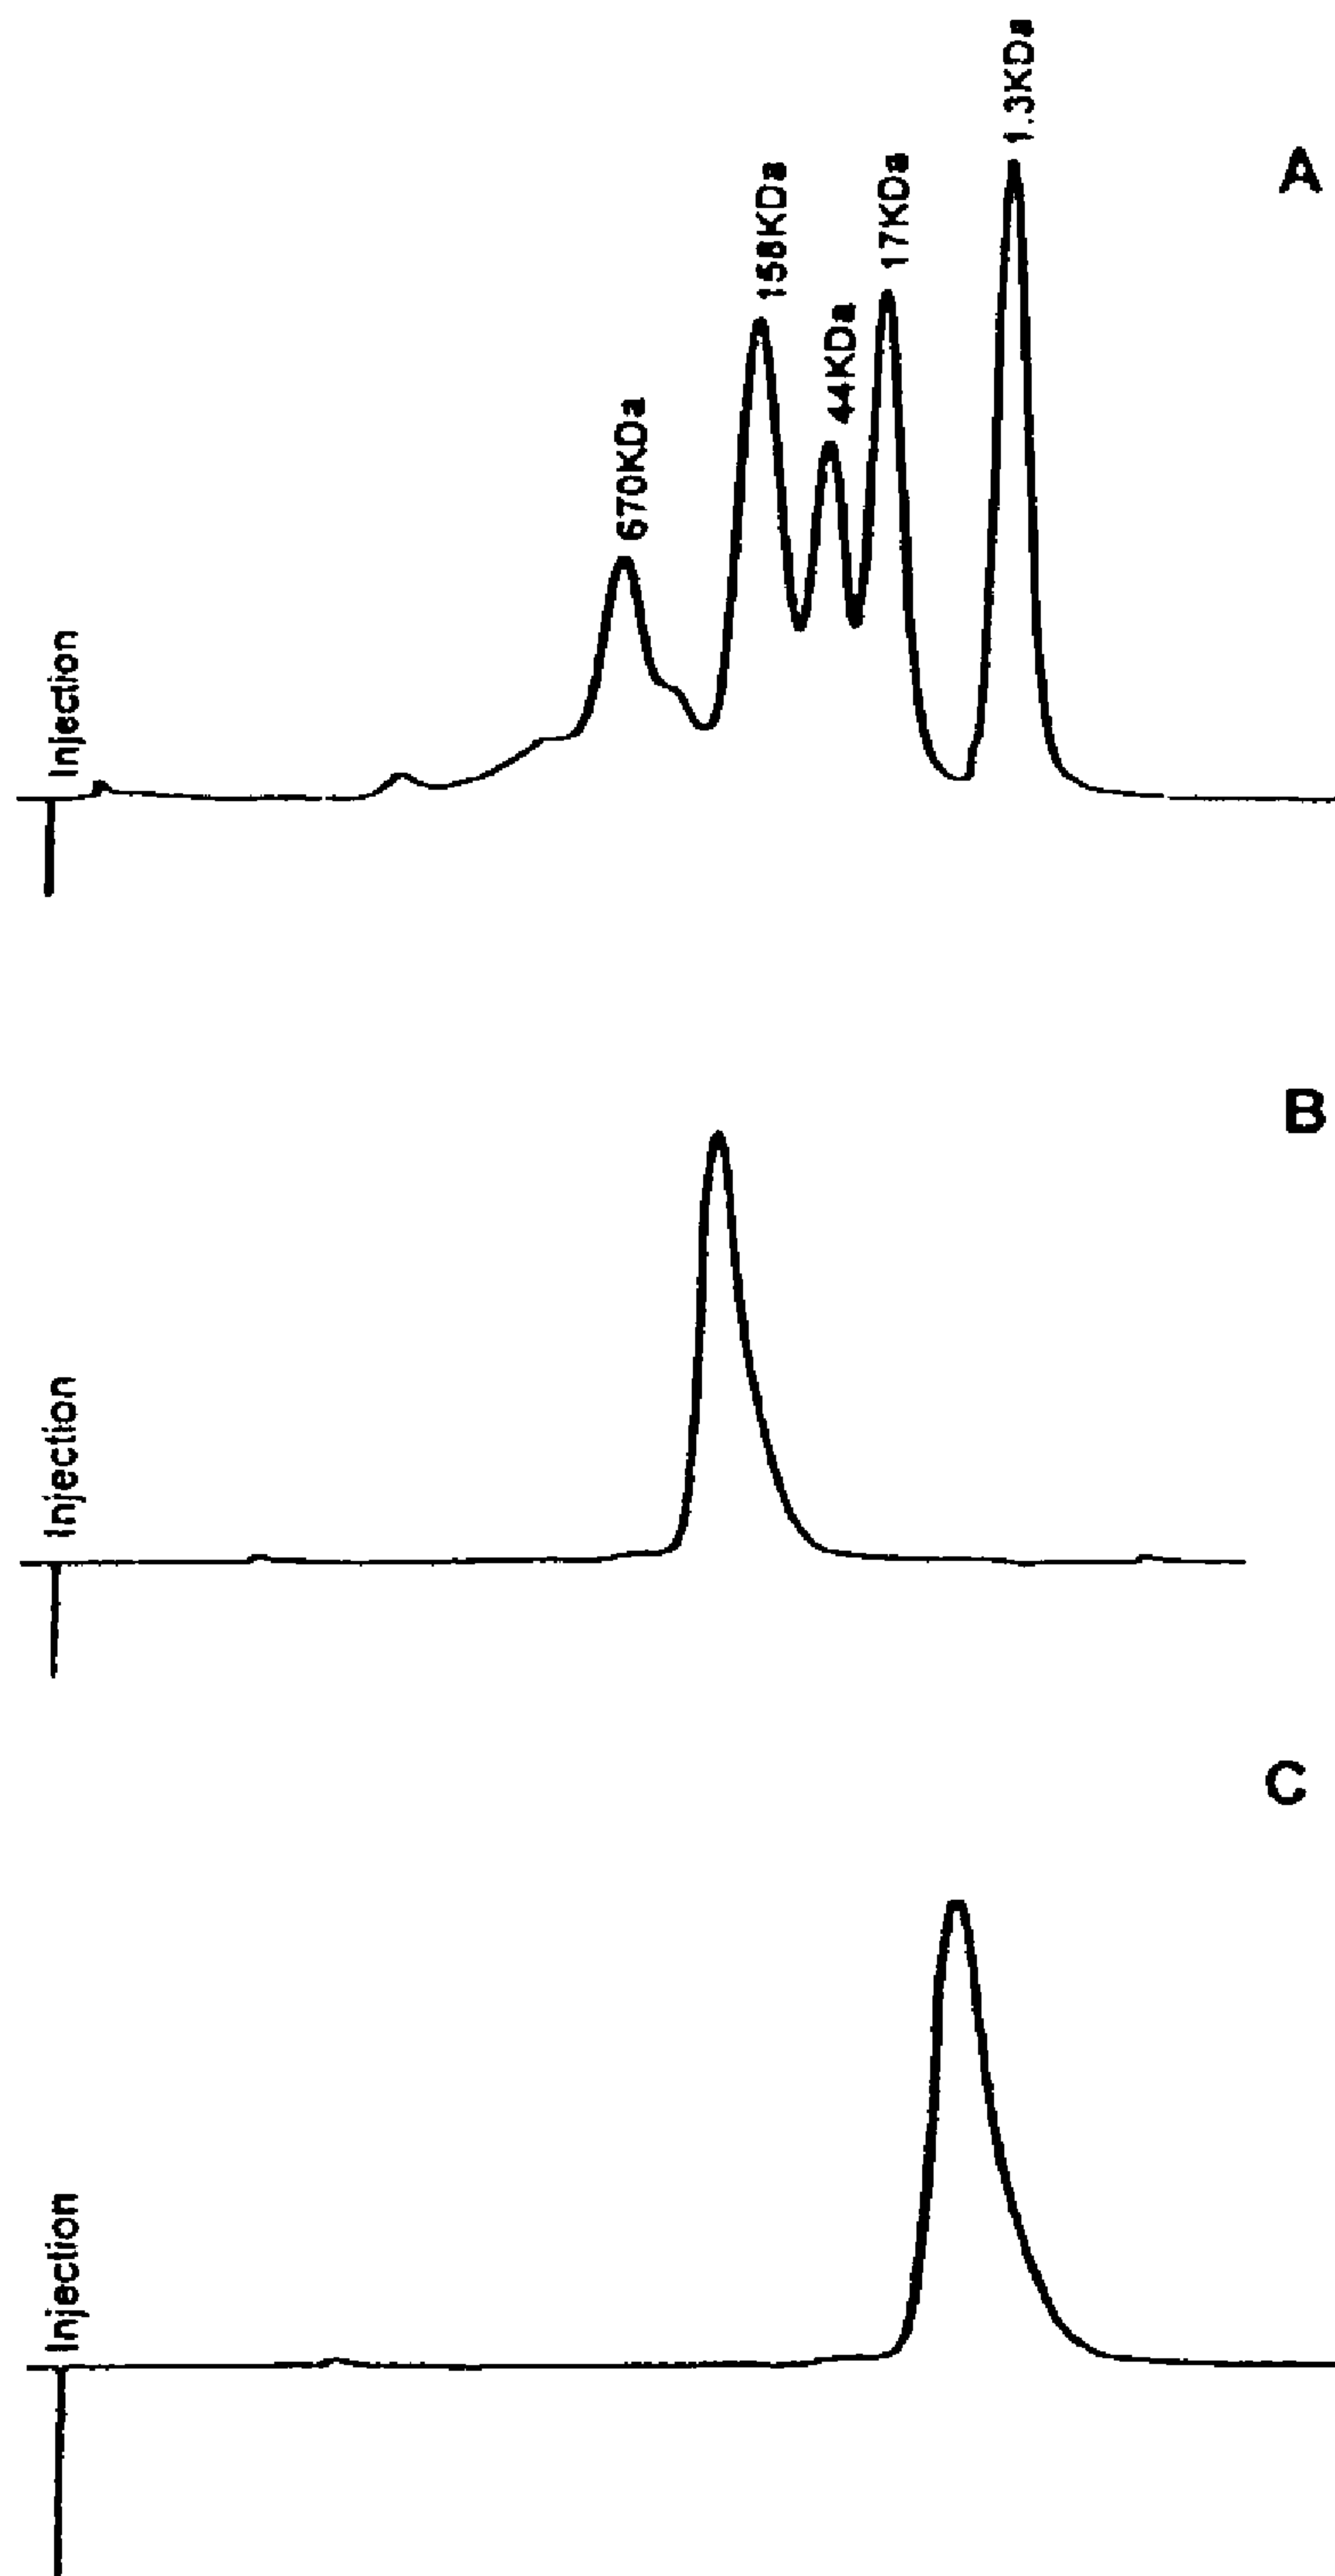 1.3KDa
A
17KDa
158KDa
44KDa
670KDa
Injection
B
Injection
C
Injection